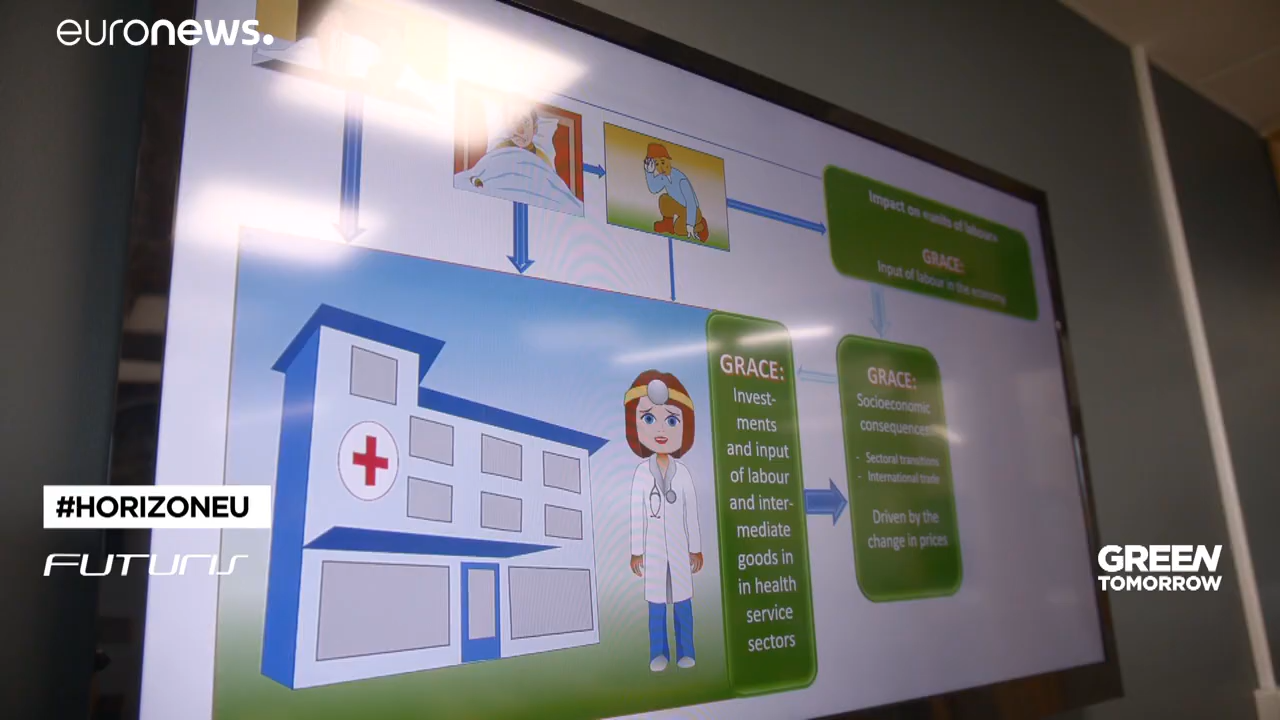 euronews.
Impact on «units of labour»
GRACE:
Input of labour in the economy
GRACE:
Invest-
ments
and input
of labour
and inter-
mediate
goods in
in health
service
sectors
GRACE:
Socioeconomic
consequences:
- Sectoral transitions
- International trade
Driven by the
change in prices
#HORIZONEU
FUTURIS
GREEN
TOMORROW